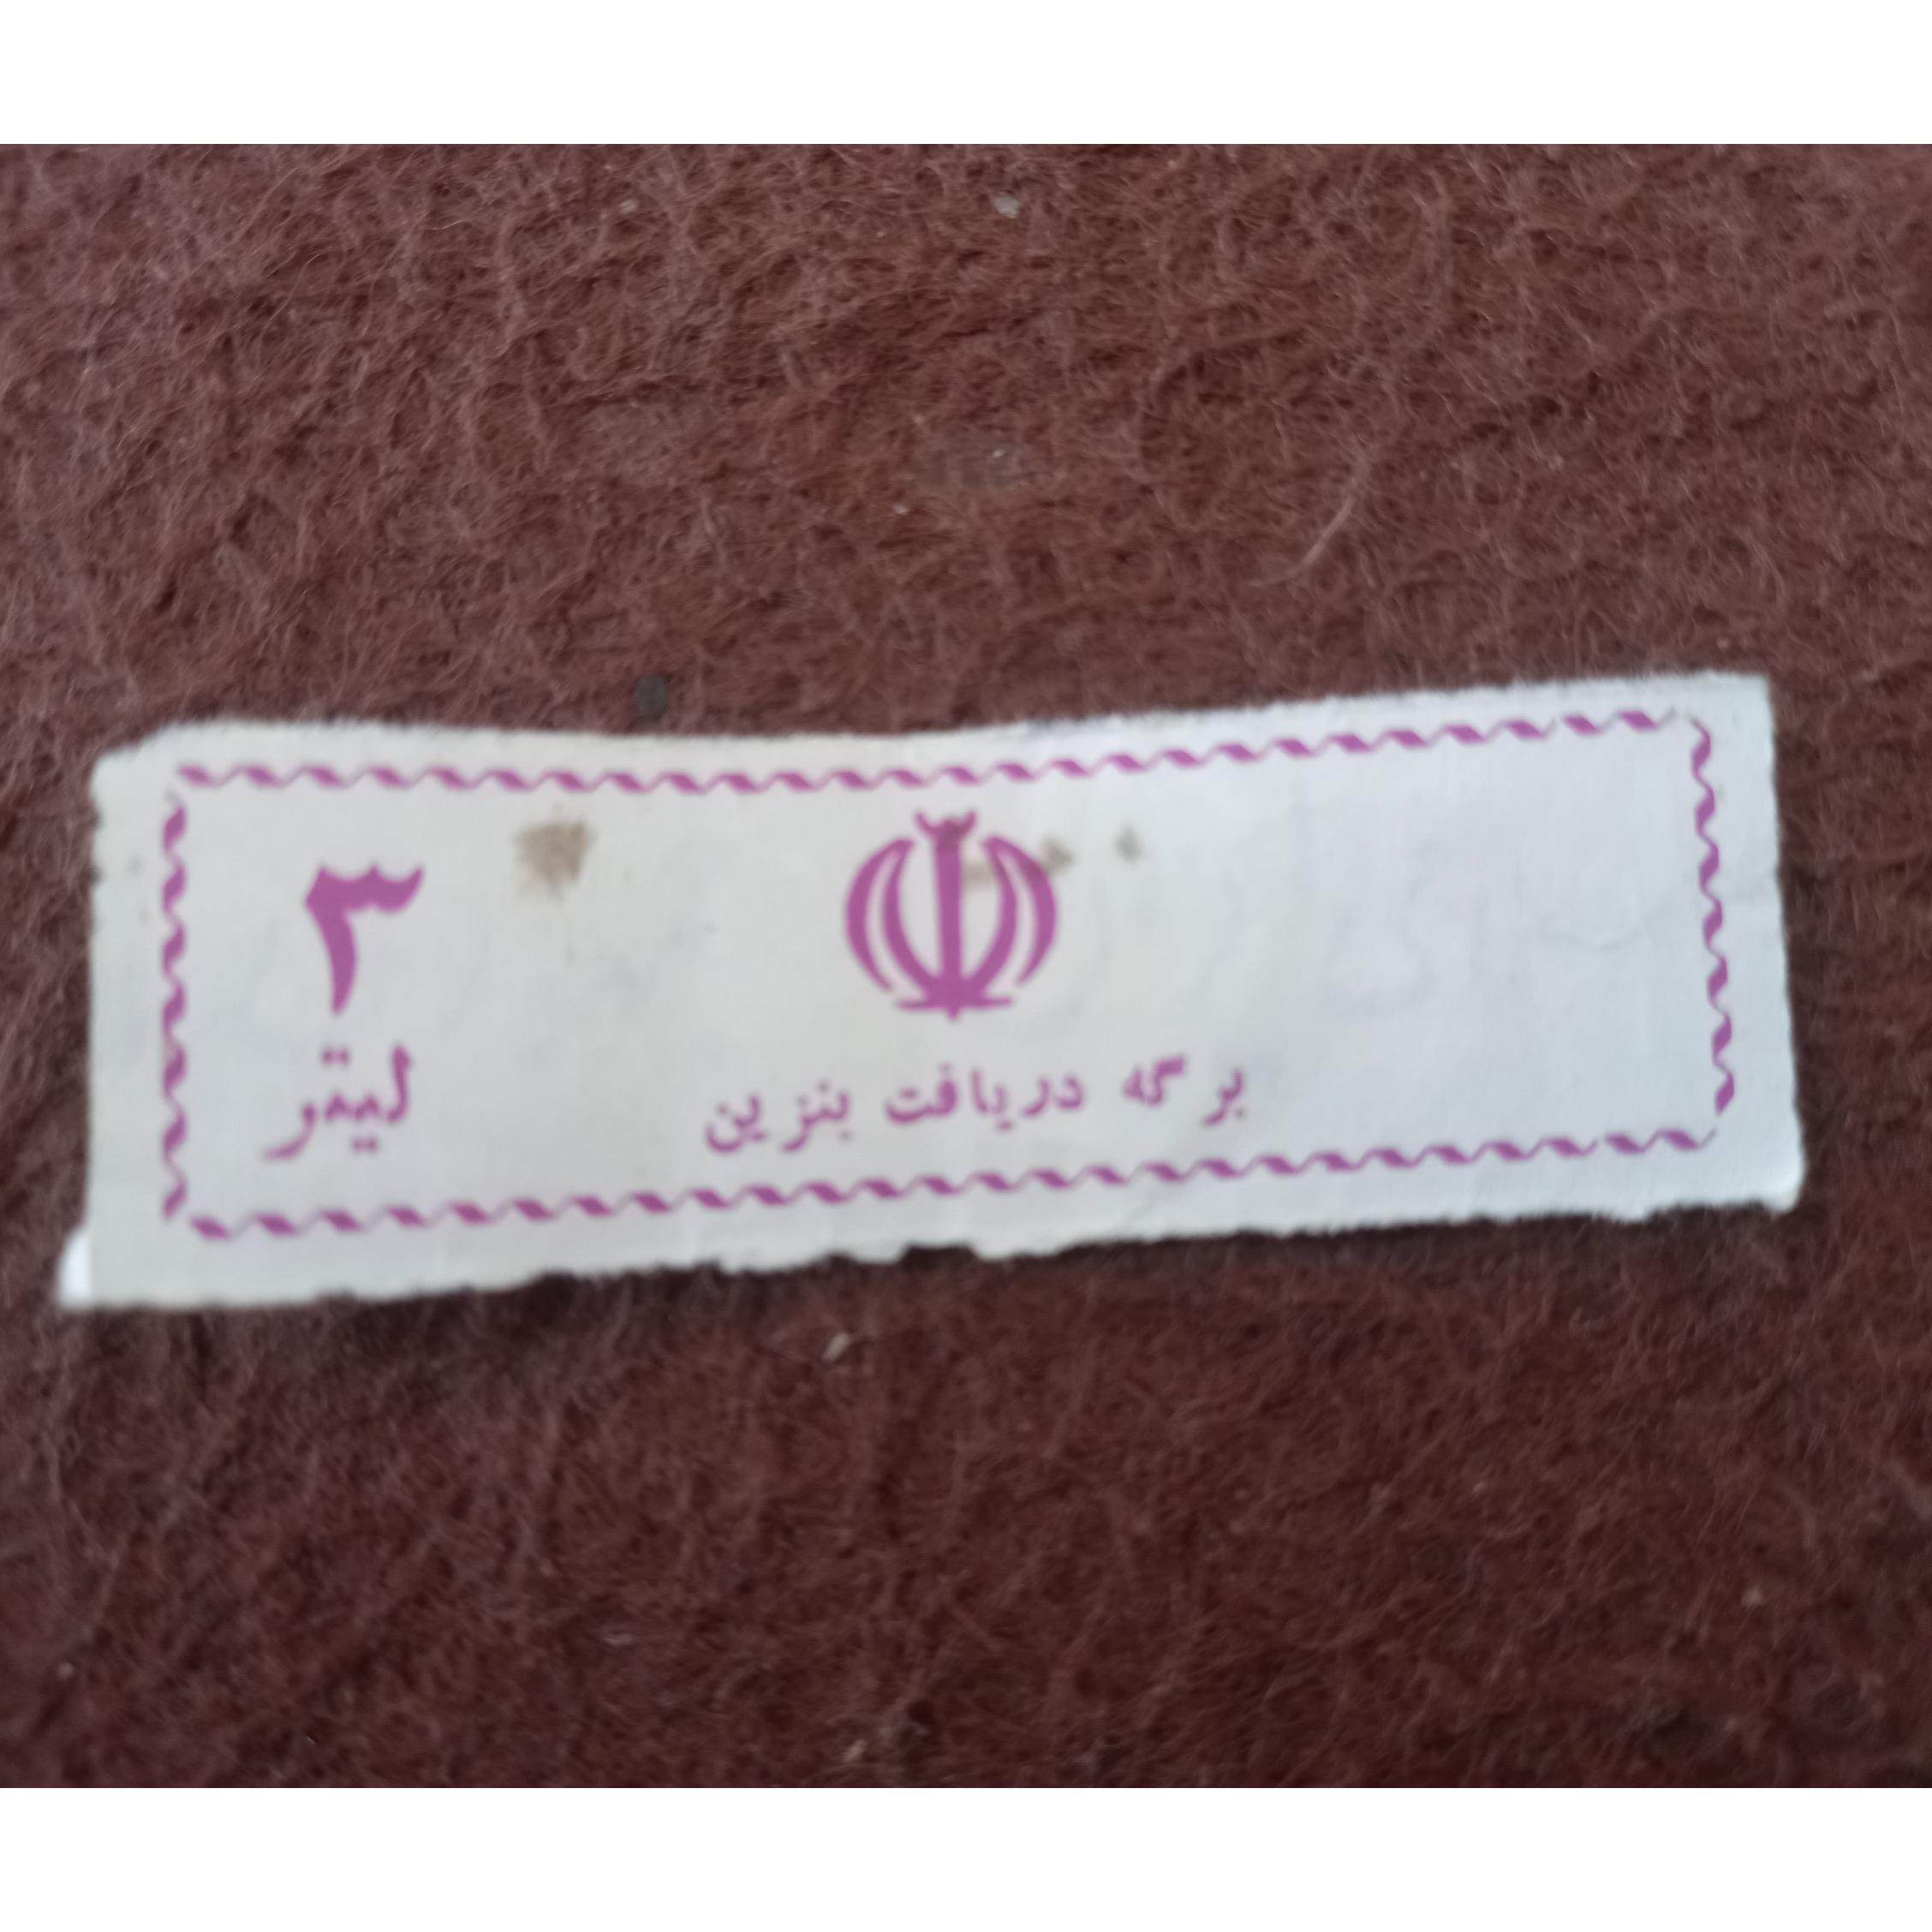 برگه دریافت بنزین
۳
لیتر